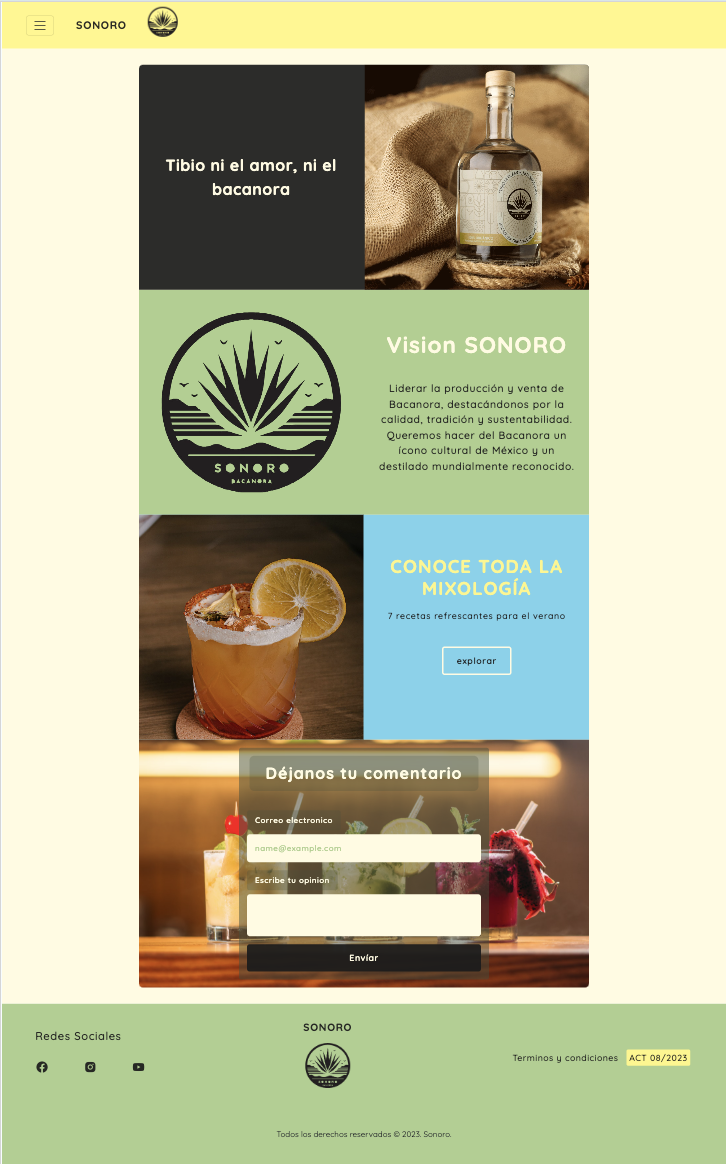 SONORO
Tibio ni el amor, ni el
bacanora
SONORO
BACANORA
Vision SONORO
Liderar la producción y venta de
Bacanora, destacándonos por la
calidad, tradición y sustentabilidad.
Queremos hacer del Bacanora un
ícono cultural de México y un
destilado mundialmente reconocido.
CONOCE TODA LA
MIXOLOGÍA
7 recetas refrescantes para el verano
explorar
Déjanos tu comentario
Correo electronico
name@example.com
Escribe tu opinion
Envíar
Redes Sociales
SONORO
SONORO
Terminos y condiciones ACT 08/2023
Todos los derechos reservados © 2023. Sonoro.